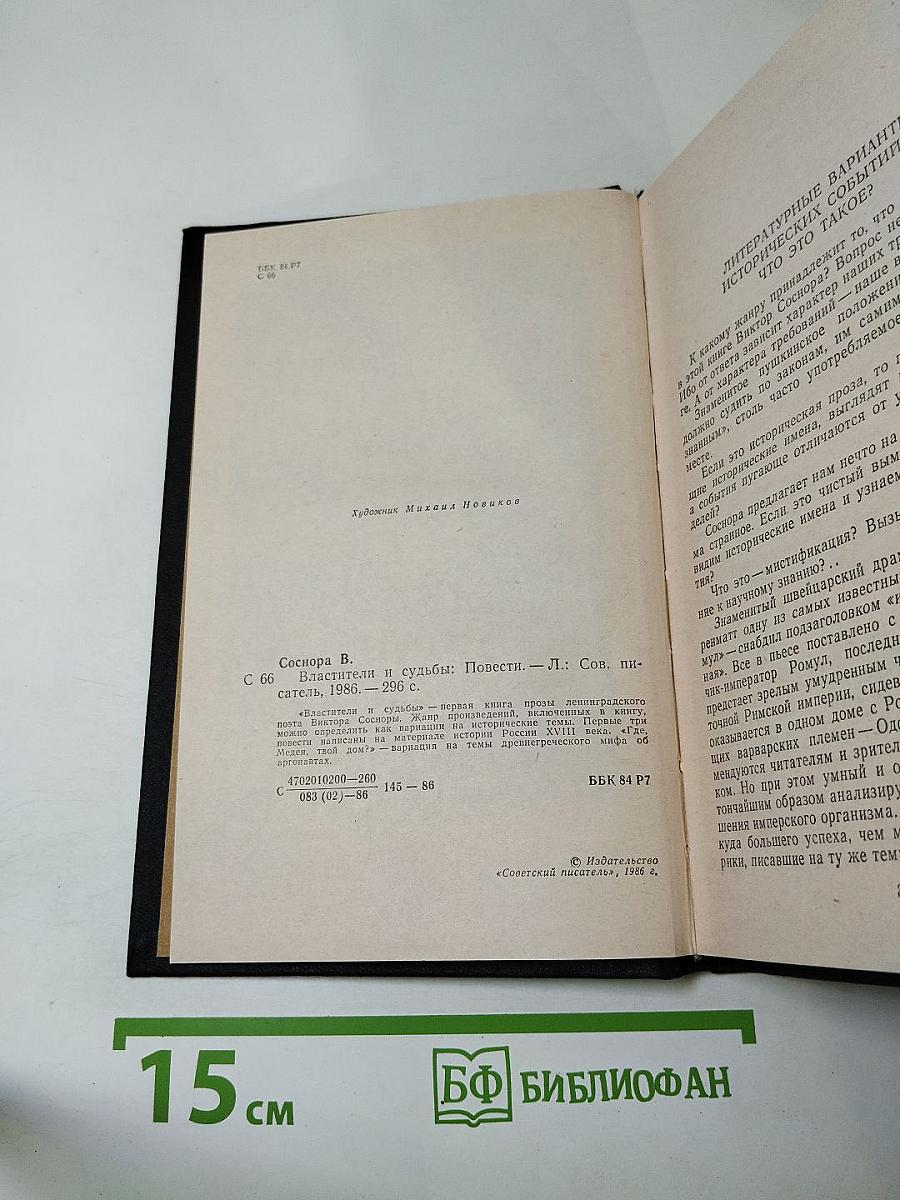 ББК 84 Р7
С 66
Художник Михаил Новиков
Соснора В.
С 66 Властители и судьбы: Повести. — Л.: Сов. пи-
сатель, 1986. — 296 с.
«Властители и судьбы» — первая книга прозы ленинградского
поэта Виктора Сосноры. Жанр произведений, включенных в книгу,
можно определить как вариации на исторические темы. Первые три
повести написаны на материале истории России XVIII века. «Где,
Медея, твой дом?» — вариация на темы древнегреческого мифа об
аргонавтах.
С 4702010200—260
083 (02)—86 145 — 86 ББК 84 Р7
© Издательство
«Советский писатель», 1986 г.
ЛИТЕРАТУРНЫЕ ВАРИАНТЫ
ИСТОРИЧЕСКИХ СОБЫТИЙ
ЧТО ЭТО ТАКОЕ?
К какому жанру принадлежит то, что
в этой книге Виктор Соснора? Вопрос не
Ибо от ответа зависит характер наших тр
ге. А от характера требований — наше в
Знаменитое пушкинское положени
должно судить по законам, им самим
знанным», столь часто употребляемое
месте.
Если это историческая проза, то п
щие исторические имена, выглядят
а события пугающе отличаются от у
делей?
Соснора предлагает нам нечто на
ма странное. Если это чистый вым
видим исторические имена и узнаем
тия?
Что это — мистификация? Вызы
ние к научному знанию?..
Знаменитый швейцарский драм
ренматт одну из самых известны
мул» — снабдил подзаголовком «и
ная». Все в пьесе поставлено с
чик-император Ромул, последн
предстает зрелым умудренным ч
точной Римской империи, сидев
оказывается в одном доме с Ро
щих варварских племен — Одо
мендуются читателям и зрител
ком. Но при этом умный и о
тончайшим образом анализиру
шения имперского организма.
куда большего успеха, чем м
рики, писавшие на ту же тем
15 см
БФ БИБЛИОФАН